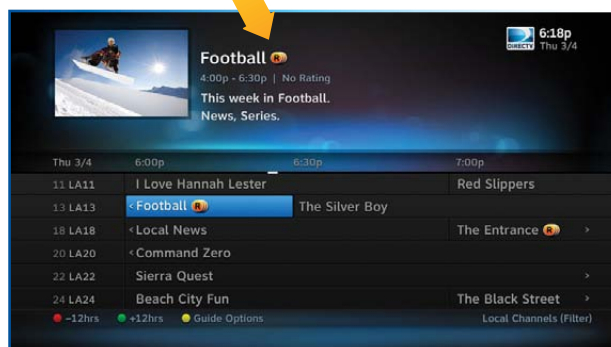 Football R
6:18p
DIRECTV Thu 3/4
4:00p - 6:30p | No Rating
This week in Football.
News, Series.
Thu 3/4 6:00p 6:30p 7:00p
11 LA11 I Love Hannah Lester Red Slippers
13 LA13 <Football R The Silver Boy
18 LA18 <Local News The Entrance R >
20 LA20 <Command Zero
22 LA22 Sierra Quest >
24 LA24 Beach City Fun The Black Street >
-12hrs +12hrs Guide Options Local Channels (Filter)